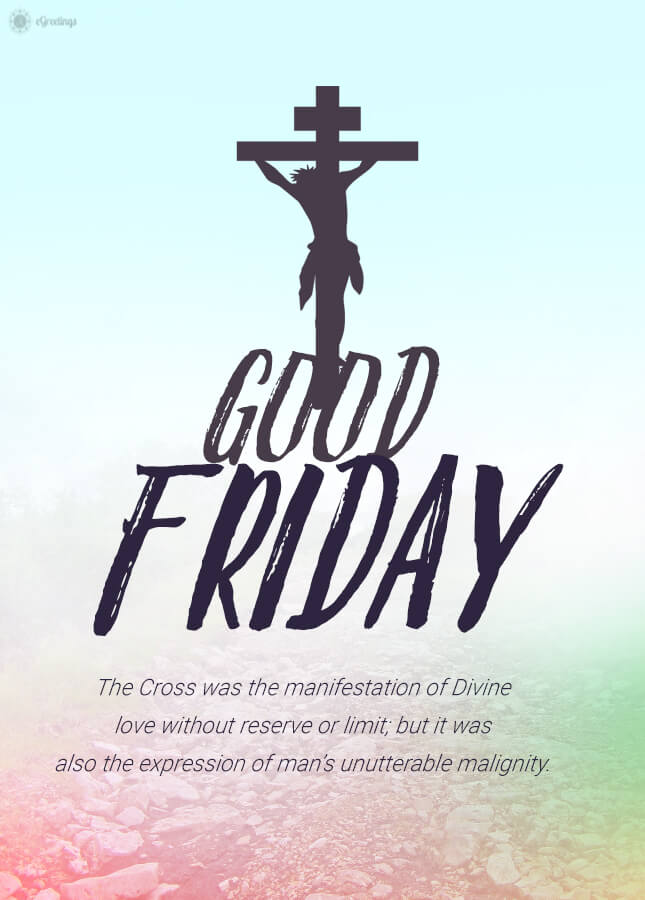 eGreetings
GOOD
FRIDAY
The Cross was the manifestation of Divine
love without reserve or limit; but it was
also the expression of man's unutterable malignity.